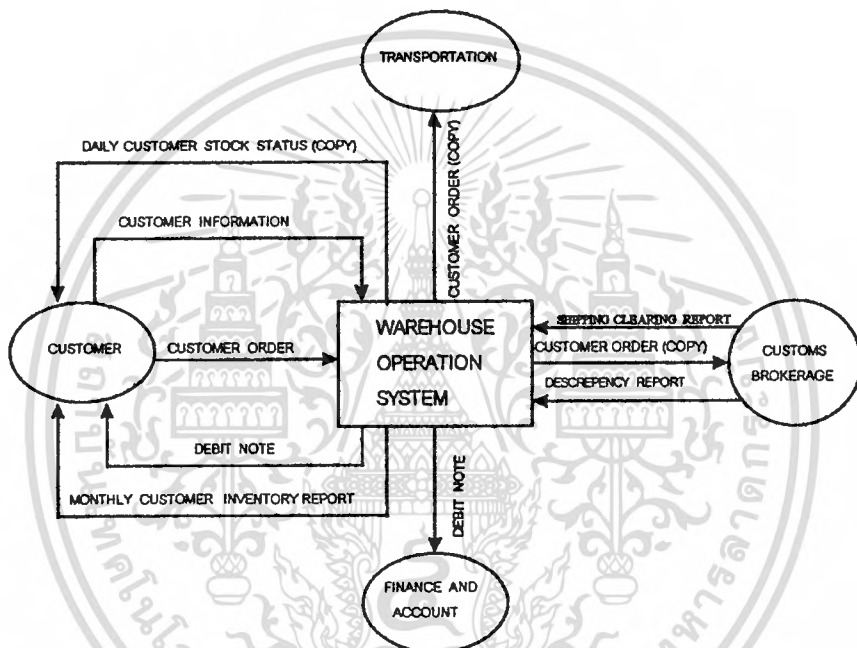 TRANSPORTATION
DAILY CUSTOMER STOCK STATUS (COPY)
CUSTOMER INFORMATION
CUSTOMER ORDER (COPY)
CUSTOMER
CUSTOMER ORDER
WAREHOUSE
OPERATION
SYSTEM
SHIPPING CLEARING REPORT
CUSTOMER ORDER (COPY)
DESCREPENCY REPORT
CUSTOMS
BROKERAGE
DEBIT NOTE
MONTHLY CUSTOMER INVENTORY REPORT
DEBIT NOTE
FINANCE AND
ACCOUNT